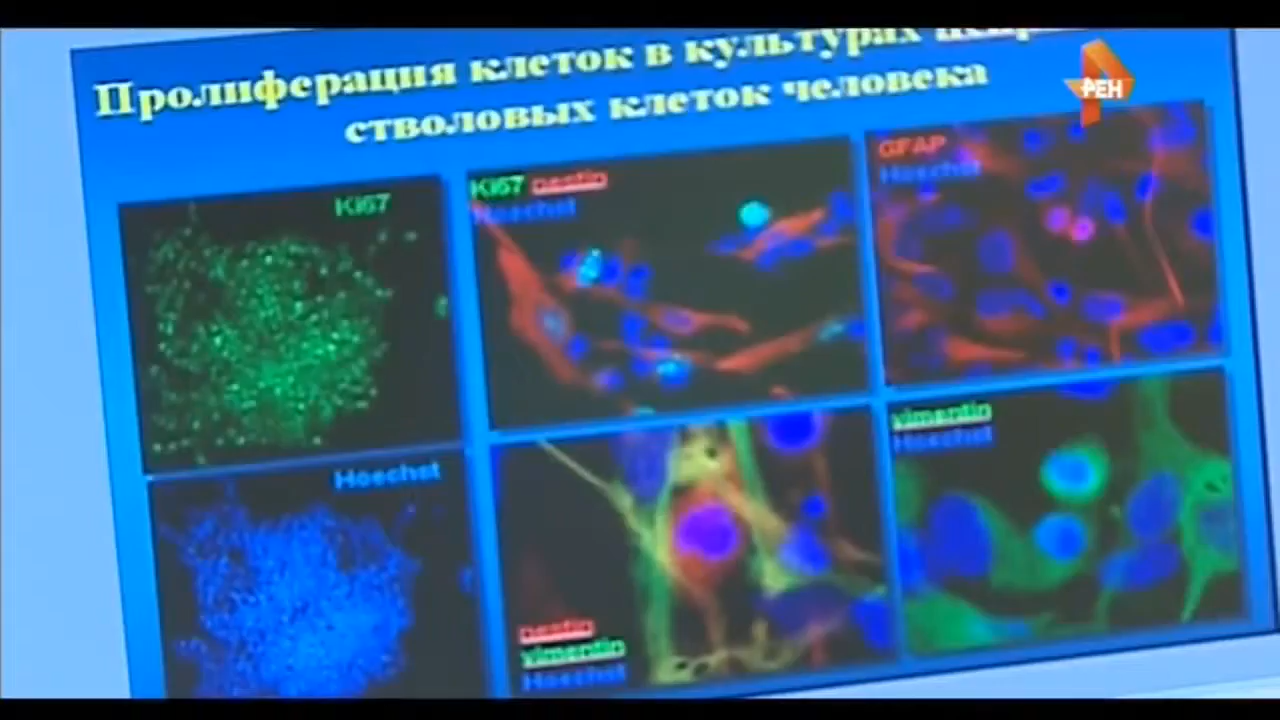 Пролиферация клеток в культурах
стволовых клеток человека
РЕН
Ki67
Ki67 nestin
Hoechst
GFAP
Hoechst
Hoechst
nestin
vimentin
Hoechst
vimentin
Hoechst